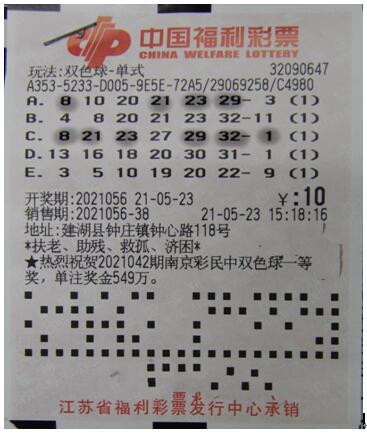 中国福利彩票
CHINA WELFARE LOTTERY
玩法:双色球-单式 32090647
A353-5233-D005-9E5E-72A5/29069258/C4980
A. 8 10 20 21 23 29- 3 (1)
B. 4 8 20 27 32 32-11 (1)
C. 8 21 23 27 29 32- 1 (1)
D. 13 16 18 20 30 31- 1 (1)
E. 3 5 10 19 20 22- 9 (1)
开奖期:2021056 21-05-23 ¥:10
销售期:2021056-38 21-05-23 15:18:16
地址:建湖县钟庄镇钟心路118号
*扶老、助残、救孤、济困*
★热烈祝贺2021042期南京彩民中双色球一等
奖,单注奖金549万。
江苏省福利彩票发行中心承销